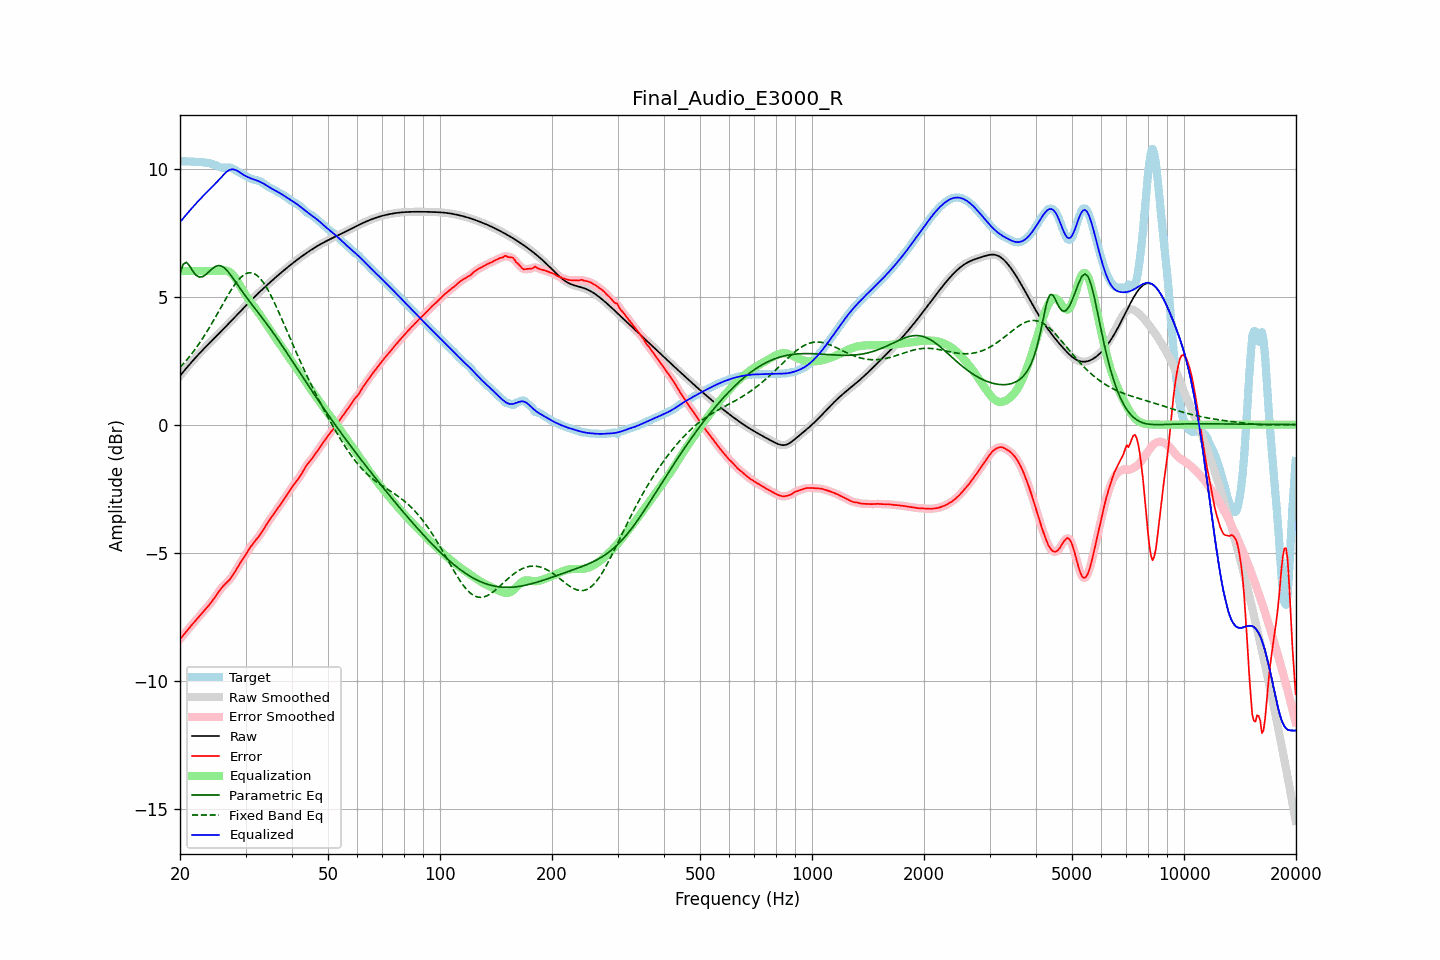 Final_Audio_E3000_R
10
5
0
−5
−10
−15
Amplitude (dBr)
Target
Raw Smoothed
Error Smoothed
Raw
Error
Equalization
Parametric Eq
Fixed Band Eq
Equalized
20 50 100 200 500 1000 2000 5000 10000 20000
Frequency (Hz)